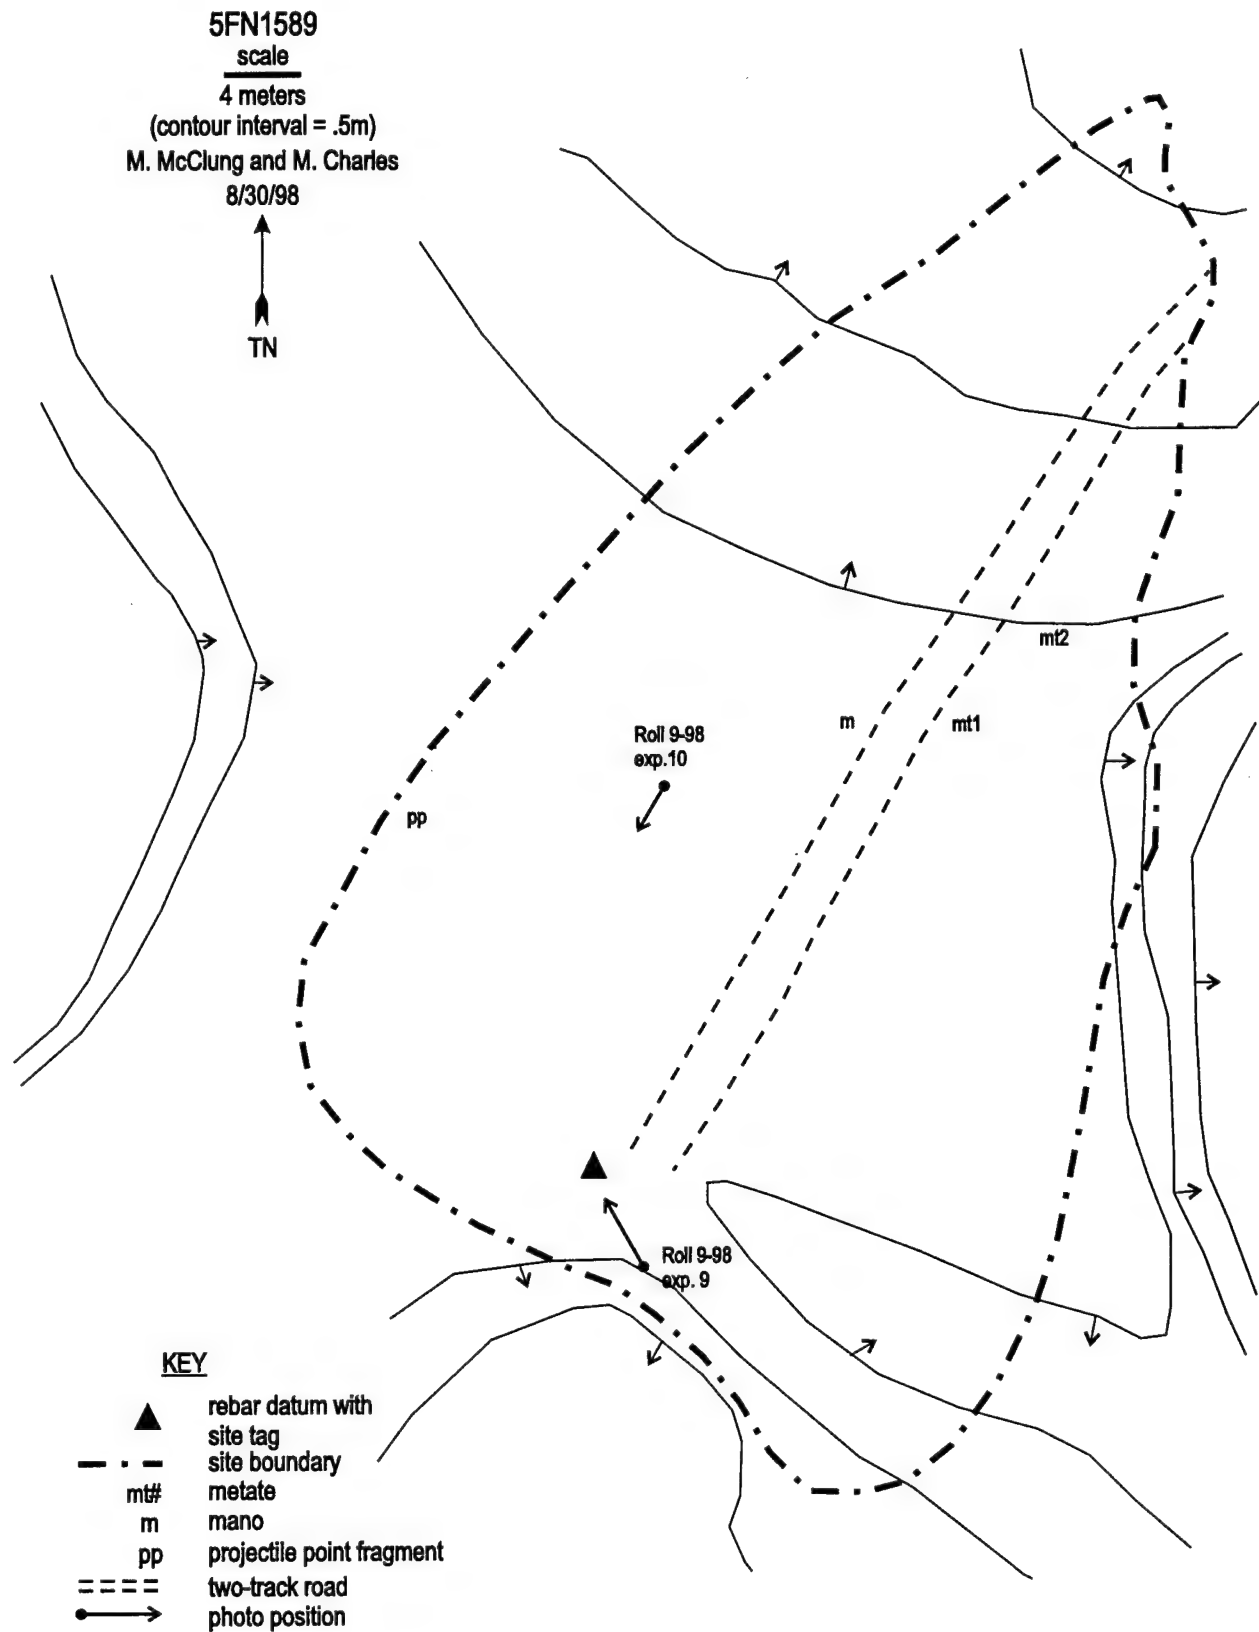 5FN1589
scale
4 meters
(contour interval = .5m)
M. McClung and M. Charles
8/30/98
TN
mt2
m
mt1
Roll 9-98
exp.10
pp
Roll 9-98
exp. 9
KEY
rebar datum with
site tag
site boundary
mt# metate
m mano
pp projectile point fragment
two-track road
photo position